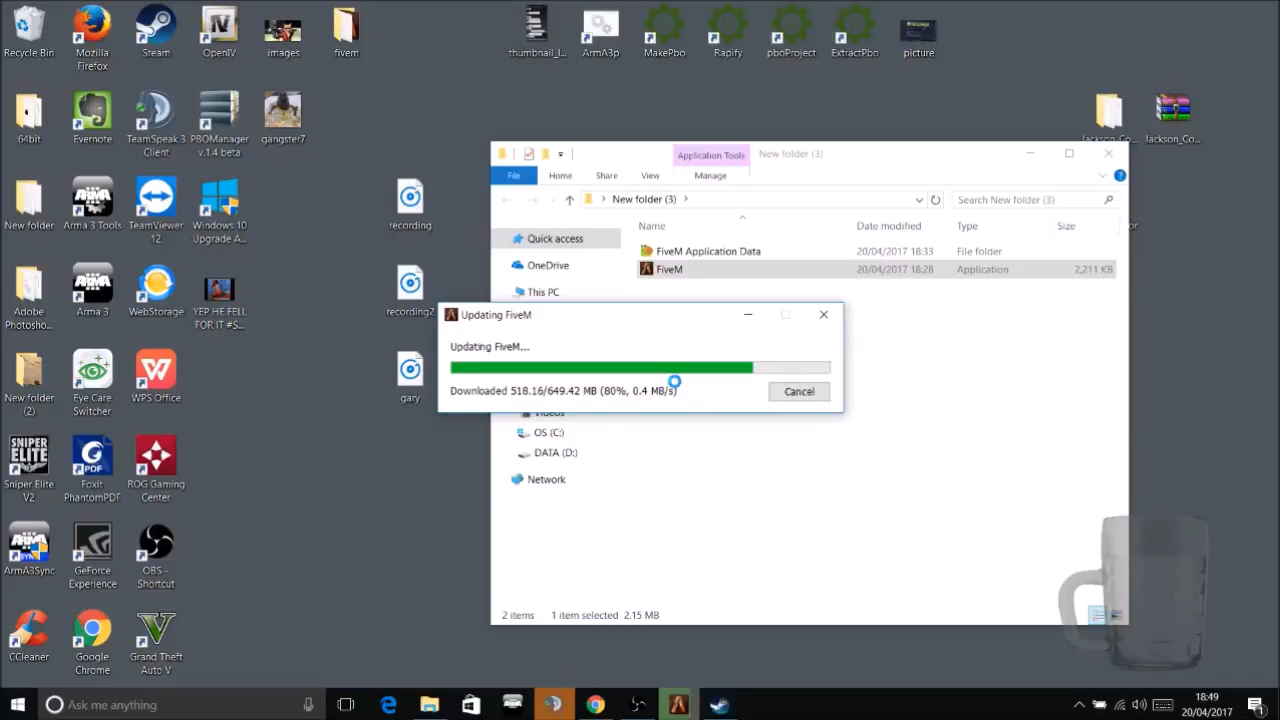 Recycle Bin
Mozilla Firefox
Steam
OpenIV
images
fivem
thumbnail_l...
ArmA3p
MakePbo
Rapify
pboProject
ExtractPbo
picture
64bit
Evernote
TeamSpeak 3 Client
PBOManager v.1.4 beta
gangster7
Jackson_Co...
Jackson_Co...
New folder
Arma 3 Tools
TeamViewer 12
Windows 10 Upgrade A...
recording
Adobe Photosho...
Arma 3
WebStorage
YEP HE FELL FOR IT #S...
recording2
New folder (2)
Eye Care Switcher
WPS Office
gary
Sniper Elite V2
Foxit PhantomPDF
ROG Gaming Center
ArmA3Sync
GeForce Experience
OBS - Shortcut
CCleaner
Google Chrome
Grand Theft Auto V
Application Tools
New folder (3)
File Home Share View Manage
New folder (3)
Search New folder (3)
Name Date modified Type Size
FiveM Application Data 20/04/2017 18:33 File folder
FiveM 20/04/2017 18:28 Application 2,211 KB
Quick access
OneDrive
This PC
Videos
OS (C:)
DATA (D:)
Network
2 items 1 item selected 2.15 MB
Updating FiveM
Updating FiveM...
Downloaded 518.16/649.42 MB (80%, 0.4 MB/s)
Cancel
Ask me anything
18:49
20/04/2017